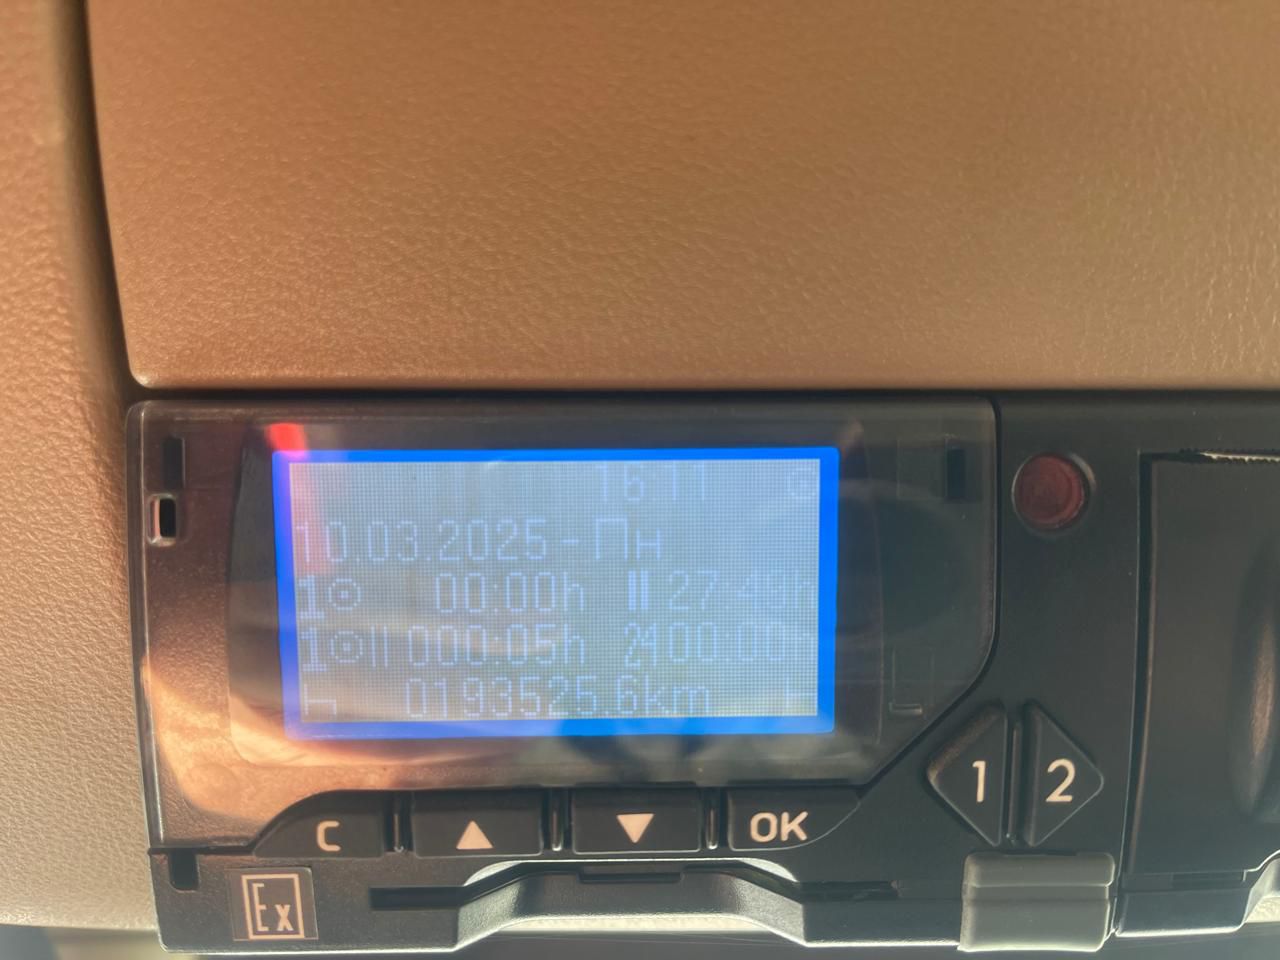 16:11
10.03.2025 - Пн
1 00:00h 27:49h
1 000:05h 00:00h
0193525.6km
1 2
C OK
Ex